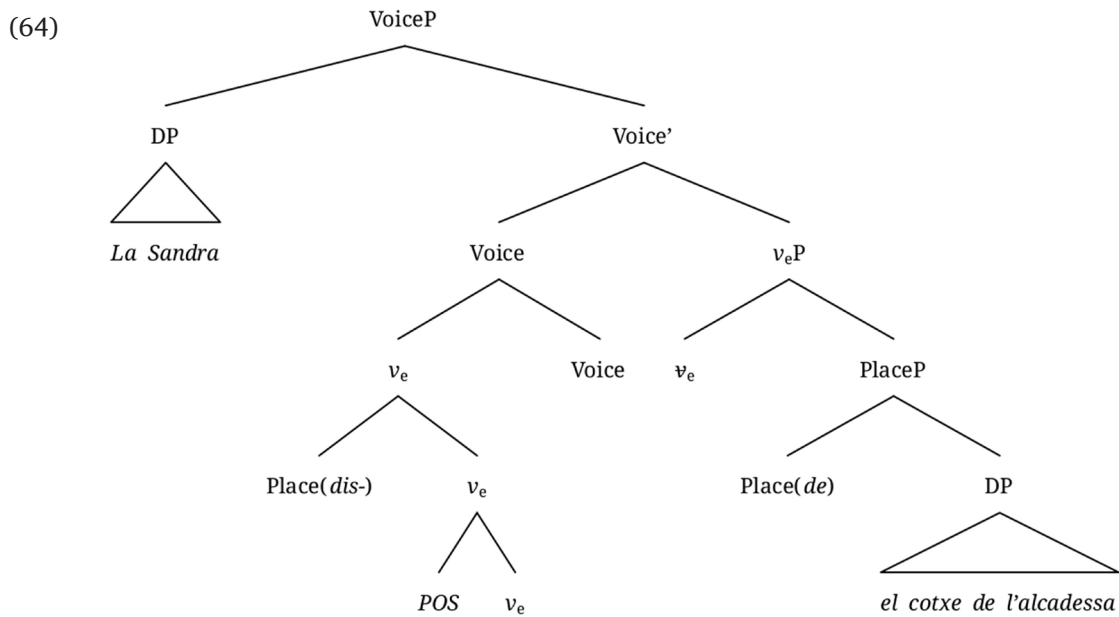 (64)
VoiceP
DP Voice’
La Sandra Voice vₑP
vₑ Voice v̶ₑ PlaceP
Place(dis-) vₑ Place(de) DP
POS vₑ el cotxe de l’alcadessa